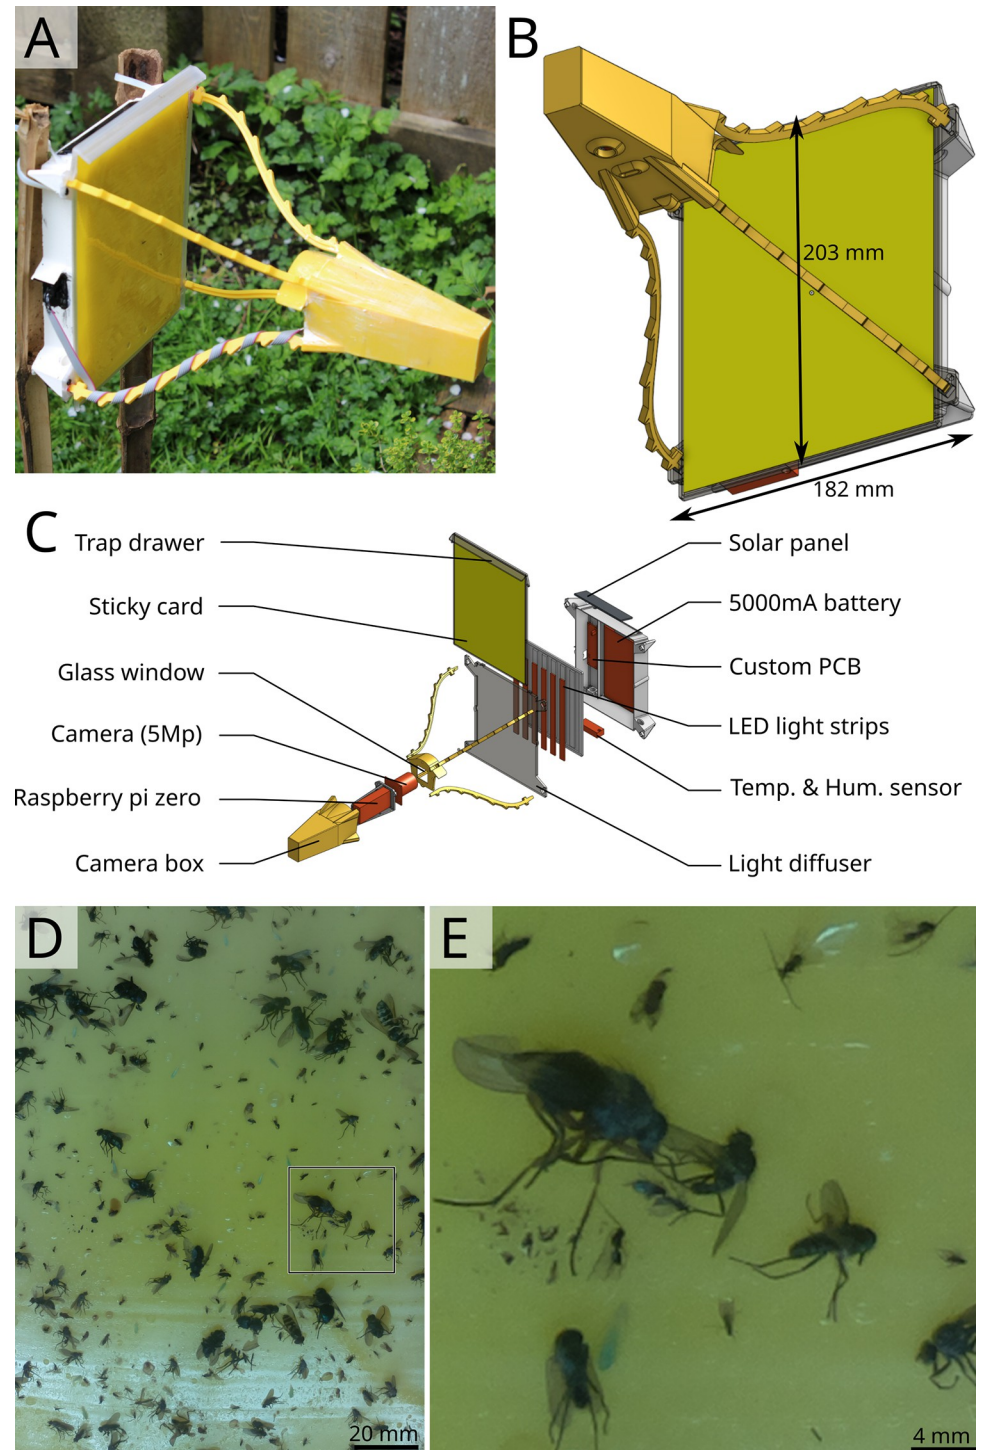 A
B
203 mm
182 mm
C
Trap drawer
Sticky card
Glass window
Camera (5Mp)
Raspberry pi zero
Camera box
Solar panel
5000mA battery
Custom PCB
LED light strips
Temp. & Hum. sensor
Light diffuser
D
20 mm
E
4 mm